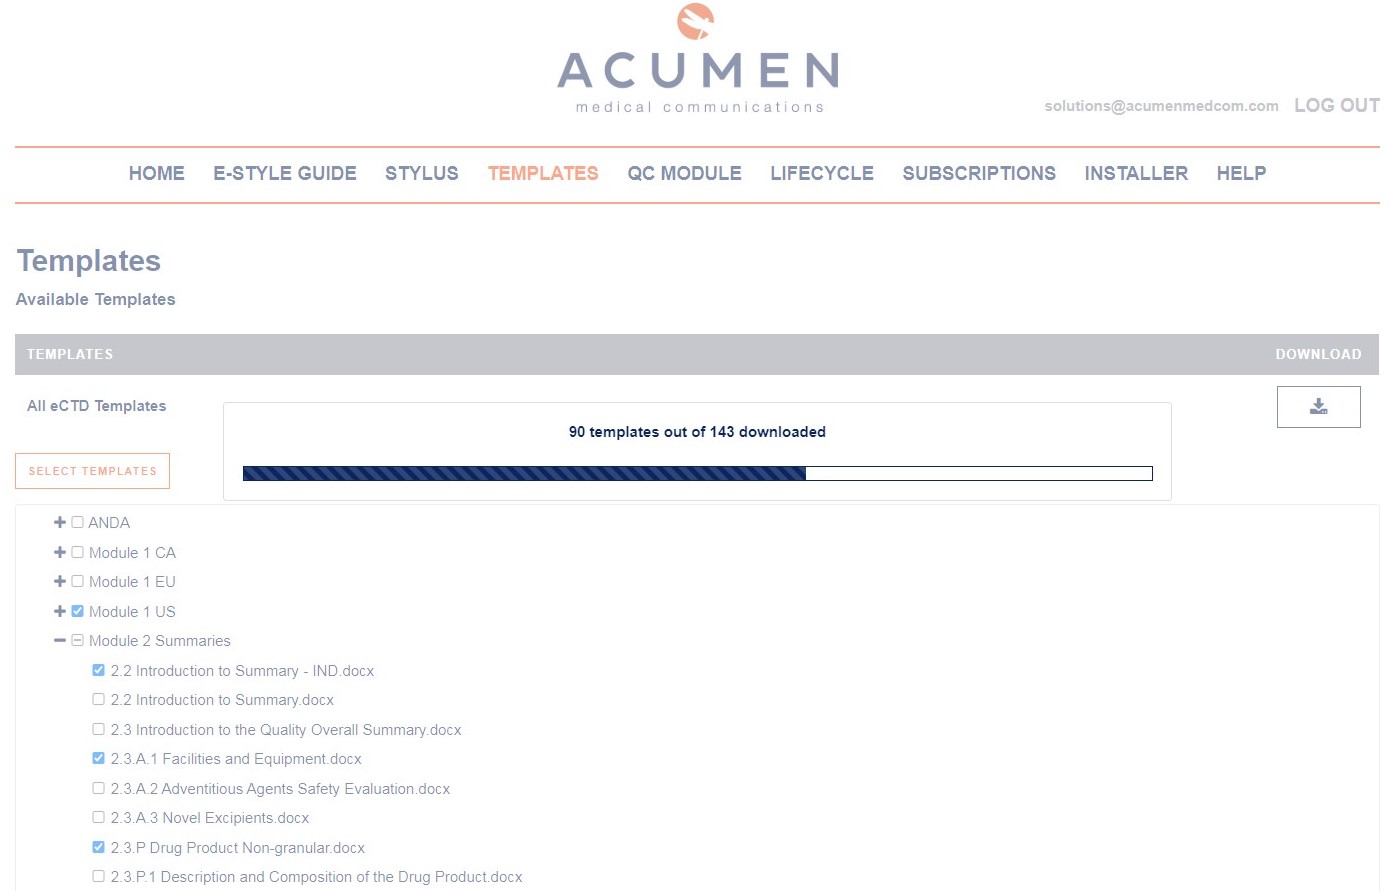 ACUMEN
medical communications
solutions@acumenmedcom.com LOG OUT
HOME E-STYLE GUIDE STYLUS TEMPLATES QC MODULE LIFECYCLE SUBSCRIPTIONS INSTALLER HELP
Templates
Available Templates
TEMPLATES DOWNLOAD
All eCTD Templates
90 templates out of 143 downloaded
SELECT TEMPLATES
ANDA
Module 1 CA
Module 1 EU
Module 1 US
Module 2 Summaries
2.2 Introduction to Summary - IND.docx
2.2 Introduction to Summary.docx
2.3 Introduction to the Quality Overall Summary.docx
2.3.A.1 Facilities and Equipment.docx
2.3.A.2 Adventitious Agents Safety Evaluation.docx
2.3.A.3 Novel Excipients.docx
2.3.P Drug Product Non-granular.docx
2.3.P.1 Description and Composition of the Drug Product.docx